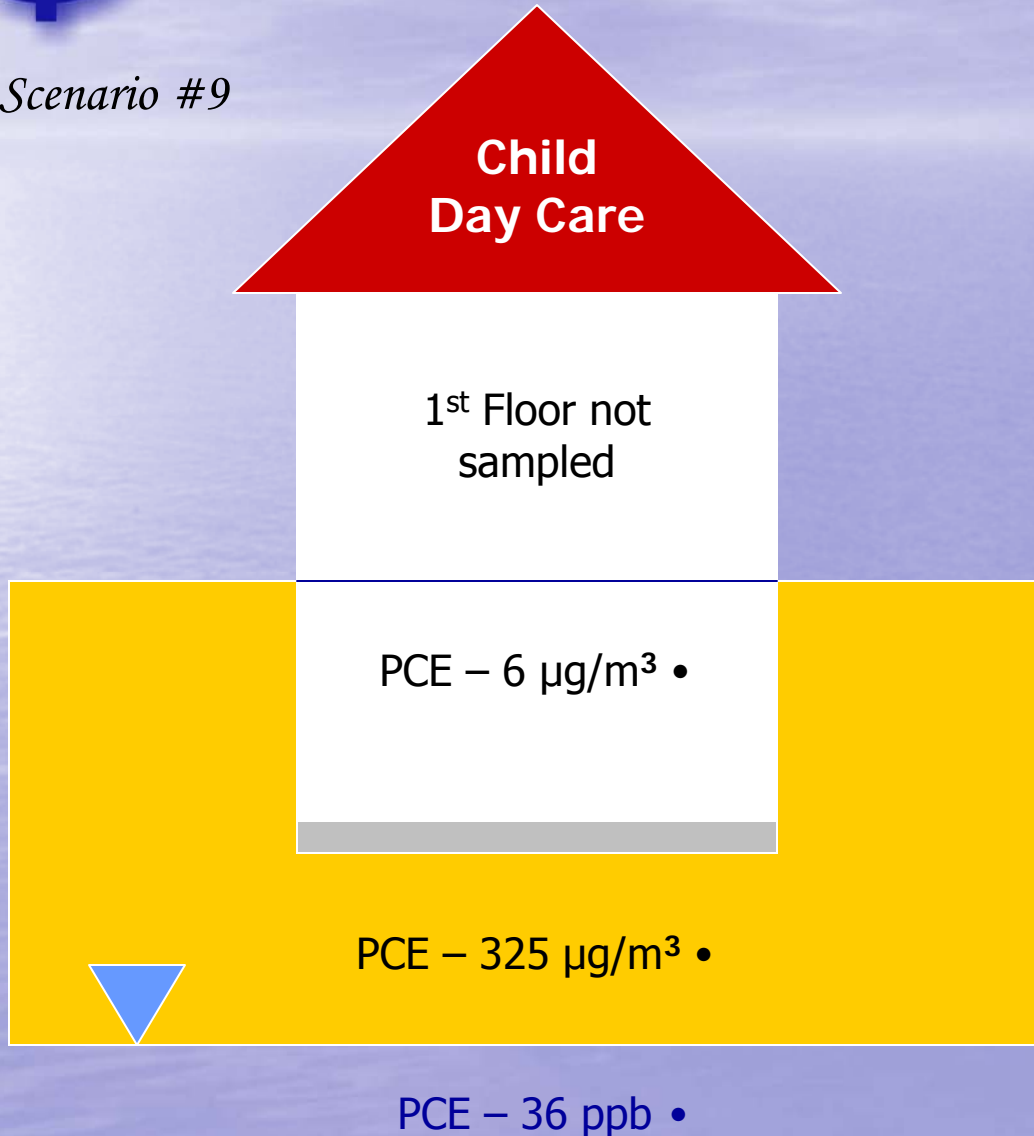 Scenario #9
Child
Day Care
1st Floor not
sampled
PCE – 6 µg/m³ •
PCE – 325 µg/m³ •
PCE – 36 ppb •